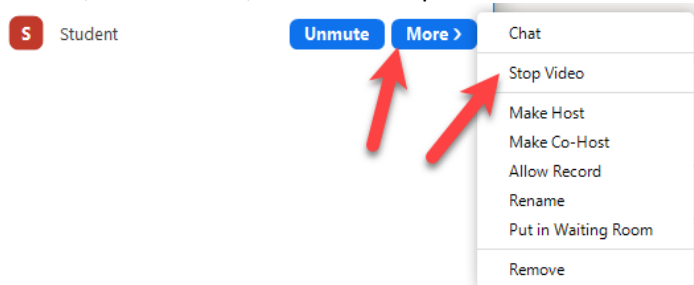 S Student Unmute More >
Chat
Stop Video
Make Host
Make Co-Host
Allow Record
Rename
Put in Waiting Room
Remove